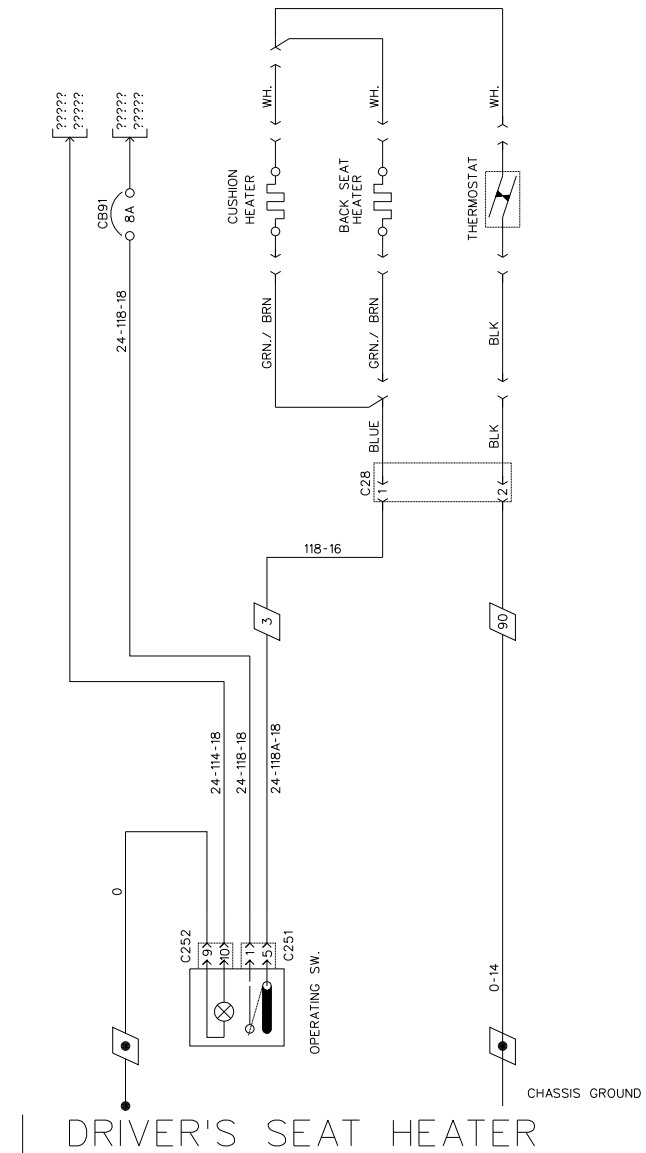 ?????
?????
?????
?????
CB91
8A
24-118-18
WH.
WH.
WH.
CUSHION
HEATER
BACK SEAT
HEATER
THERMOSTAT
GRN./ BRN
GRN./ BRN
BLK
BLUE
BLK
C28
1
2
118-16
3
90
24-114-18
24-118-18
24-118A-18
0
C252
9
10
1
5
C251
OPERATING SW.
0-14
CHASSIS GROUND
DRIVER'S SEAT HEATER